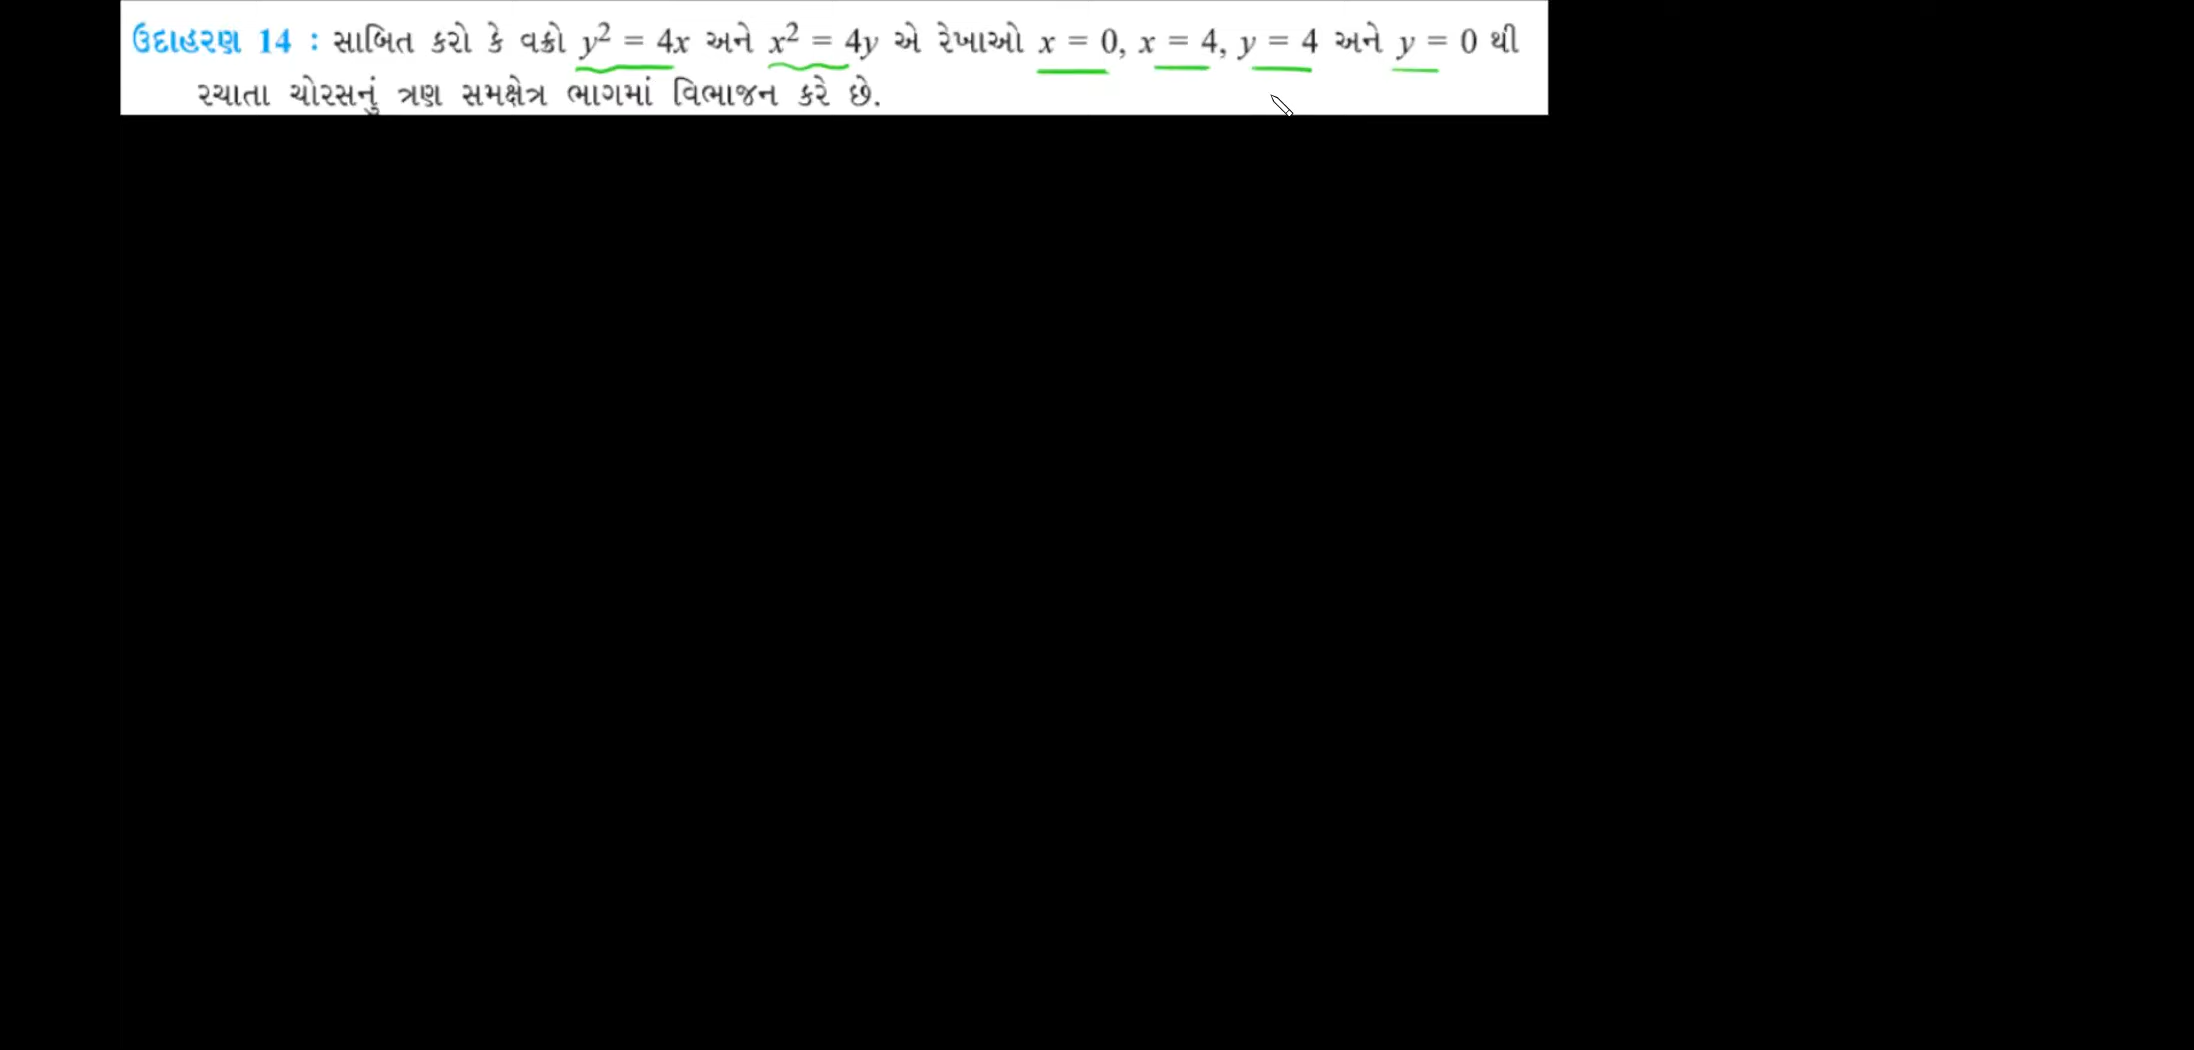 ઉદાહરણ 14 : સાબિત કરો કે વક્રો y² = 4x અને x² = 4y એ રેખાઓ x = 0, x = 4, y = 4 અને y = 0 થી
રચાતા ચોરસનું ત્રણ સમક્ષેત્ર ભાગમાં વિભાજન કરે છે.